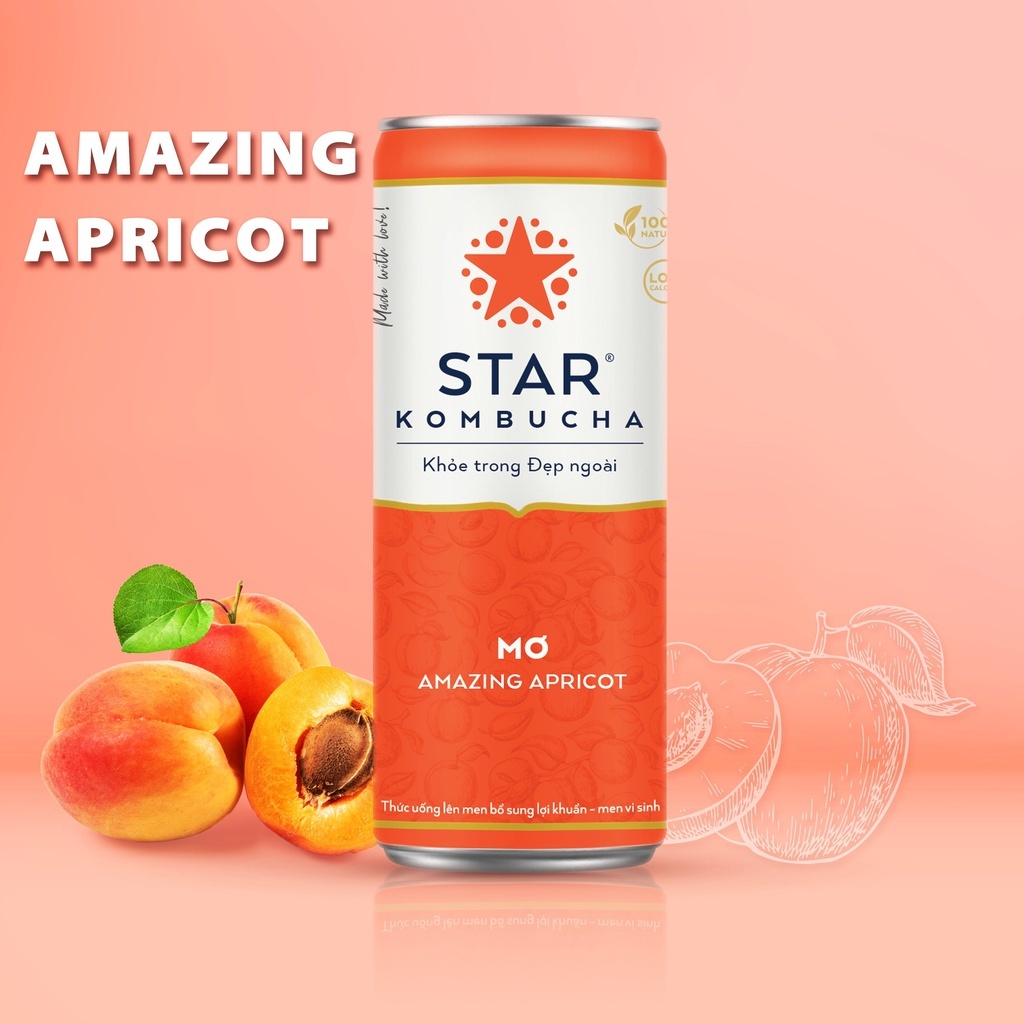 AMAZING
APRICOT
Made with love!
STAR®
KOMBUCHA
Khỏe trong Đẹp ngoài
MƠ
AMAZING APRICOT
Thức uống lên men bổ sung lợi khuẩn – men vi sinh